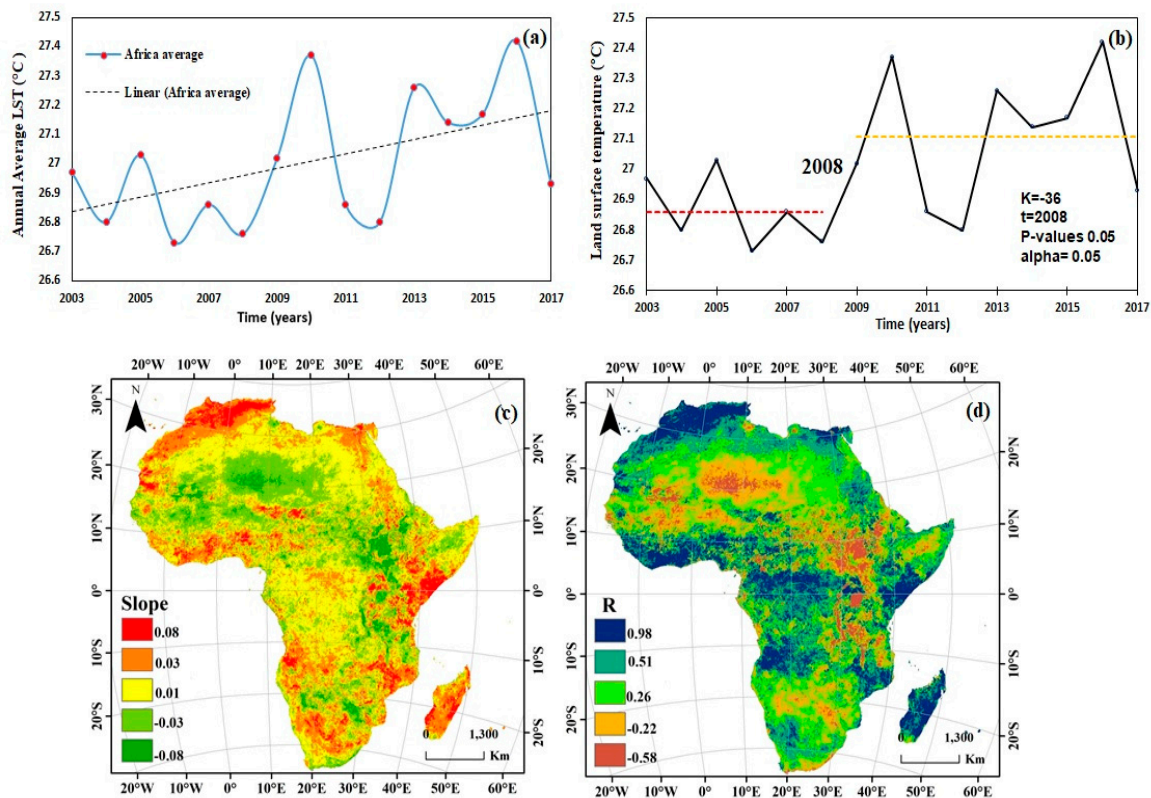 (a)
27.5
27.4
27.3
27.2
27.1
27
26.9
26.8
26.7
26.6
Annual Average LST (°C )
Africa average
Linear (Africa average)
2003 2005 2007 2009 2011 2013 2015 2017
Time (years)
(b)
27.5
27.4
27.3
27.2
27.1
27
26.9
26.8
26.7
26.6
Land surface temperature (°C)
2008
K=-36
t=2008
P-values 0.05
alpha= 0.05
2003 2005 2007 2009 2011 2013 2015 2017
Time (years)
20°W 10°W 0° 10°E 20°E 30°E 40°E 50°E 60°E
N
(c)
30°N
20°N
10°N
0°
10°S
20°S
20°N
10°N
0°
10°S
20°S
Slope
0.08
0.03
0.01
-0.03
-0.08
0 1,300
Km
10°W 0° 10°E 20°E 30°E 40°E 50°E
20°W 10°W 0° 10°E 20°E 30°E 40°E 50°E 60°E
N
(d)
30°N
20°N
10°N
0°
10°S
20°S
20°N
10°N
0°
10°S
20°S
R
0.98
0.51
0.26
-0.22
-0.58
0 1,300
Km
10°W 0° 10°E 20°E 30°E 40°E 50°E